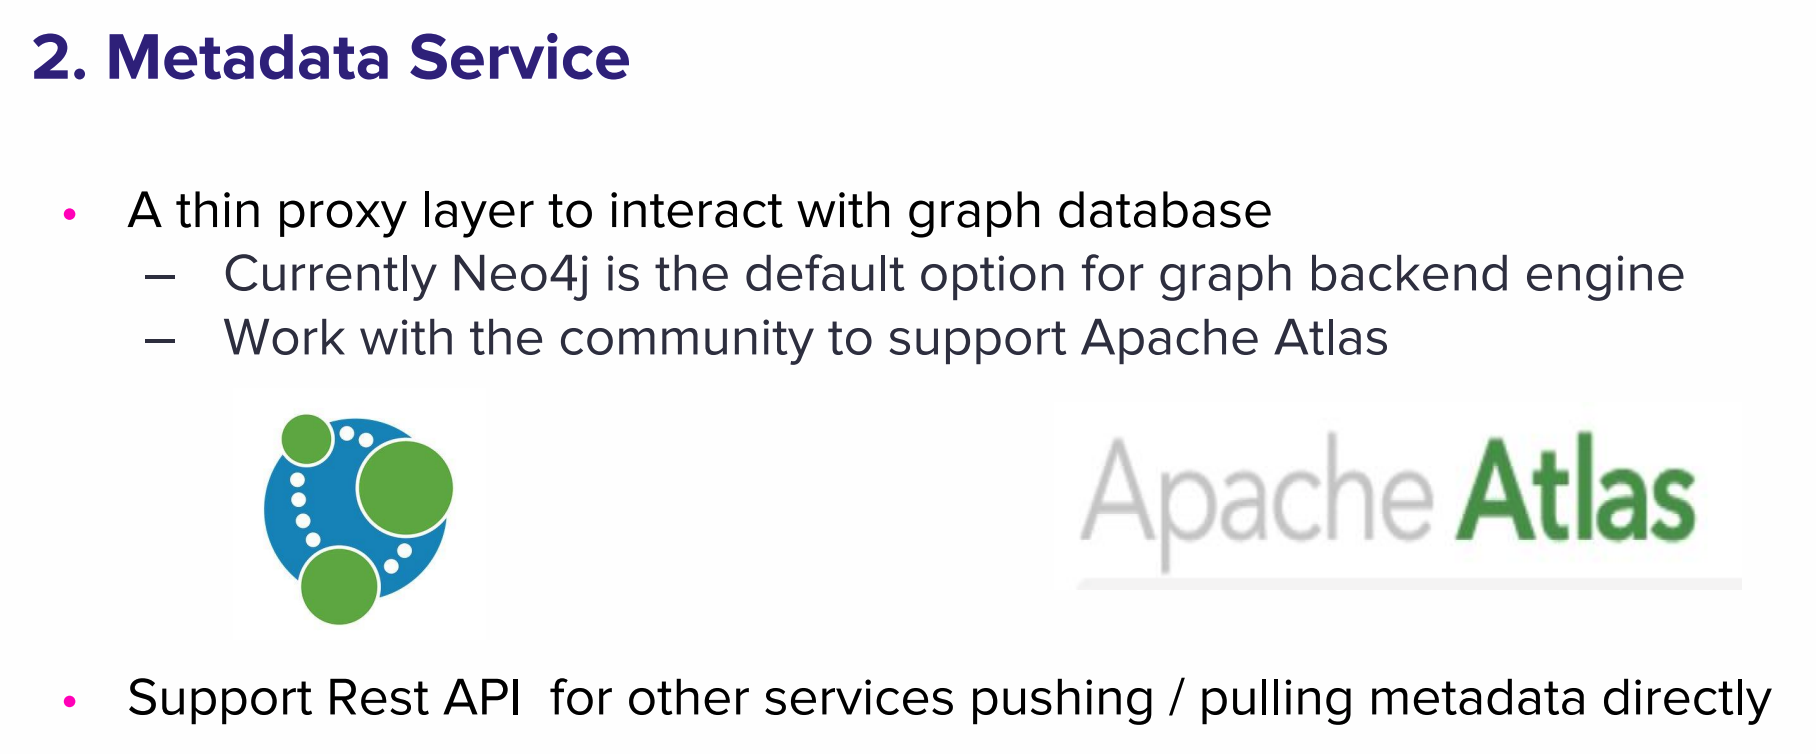 2. Metadata Service
• A thin proxy layer to interact with graph database
– Currently Neo4j is the default option for graph backend engine
– Work with the community to support Apache Atlas
Apache Atlas
• Support Rest API  for other services pushing / pulling metadata directly